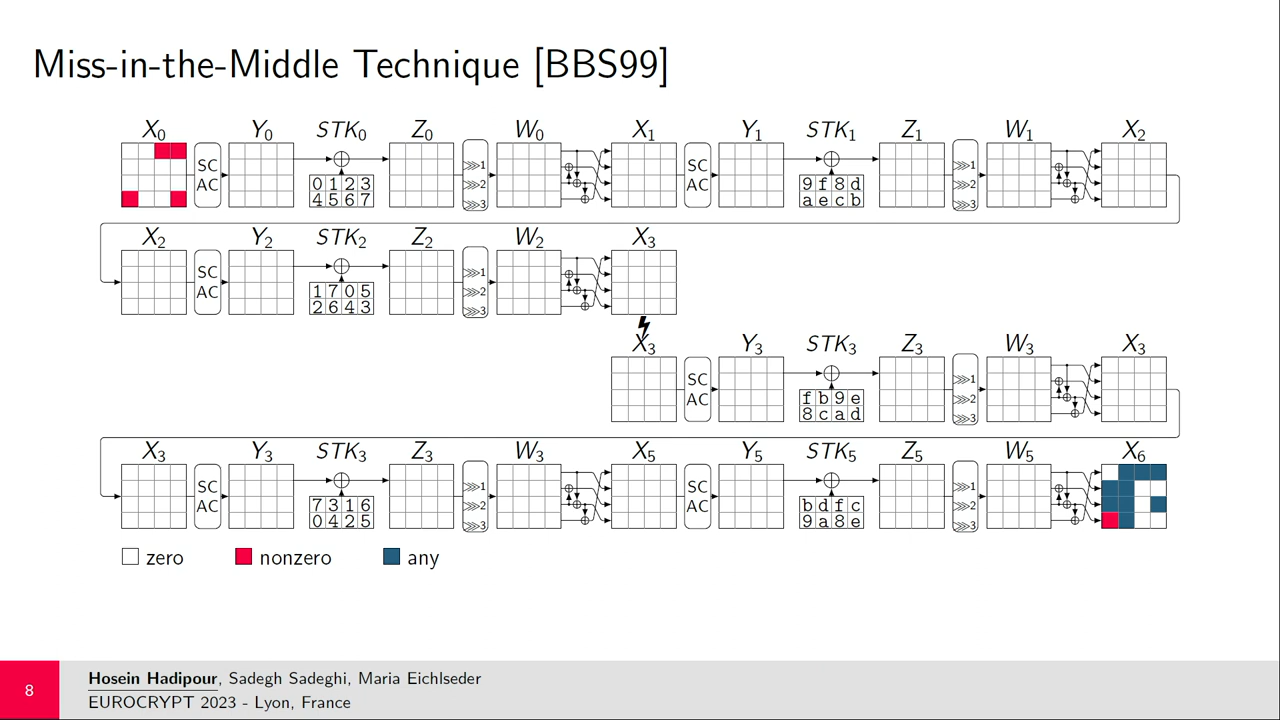 Miss-in-the-Middle Technique [BBS99]
X0 Y0 STK0 Z0 W0 X1 Y1 STK1 Z1 W1 X2
SC AC 0 1 2 3 4 5 6 7 ⋙1 ⋙2 ⋙3 SC AC 9 f 8 d a e c b ⋙1 ⋙2 ⋙3
X2 Y2 STK2 Z2 W2 X3
SC AC 1 7 0 5 2 6 4 3 ⋙1 ⋙2 ⋙3
X3 Y3 STK3 Z3 W3 X3
SC AC f b 9 e 8 c a d ⋙1 ⋙2 ⋙3
X3 Y3 STK3 Z3 W3 X5 Y5 STK5 Z5 W5 X6
SC AC 7 3 1 6 0 4 2 5 ⋙1 ⋙2 ⋙3 SC AC b d f c 9 a 8 e ⋙1 ⋙2 ⋙3
zero nonzero any
8
Hosein Hadipour, Sadegh Sadeghi, Maria Eichlseder
EUROCRYPT 2023 - Lyon, France